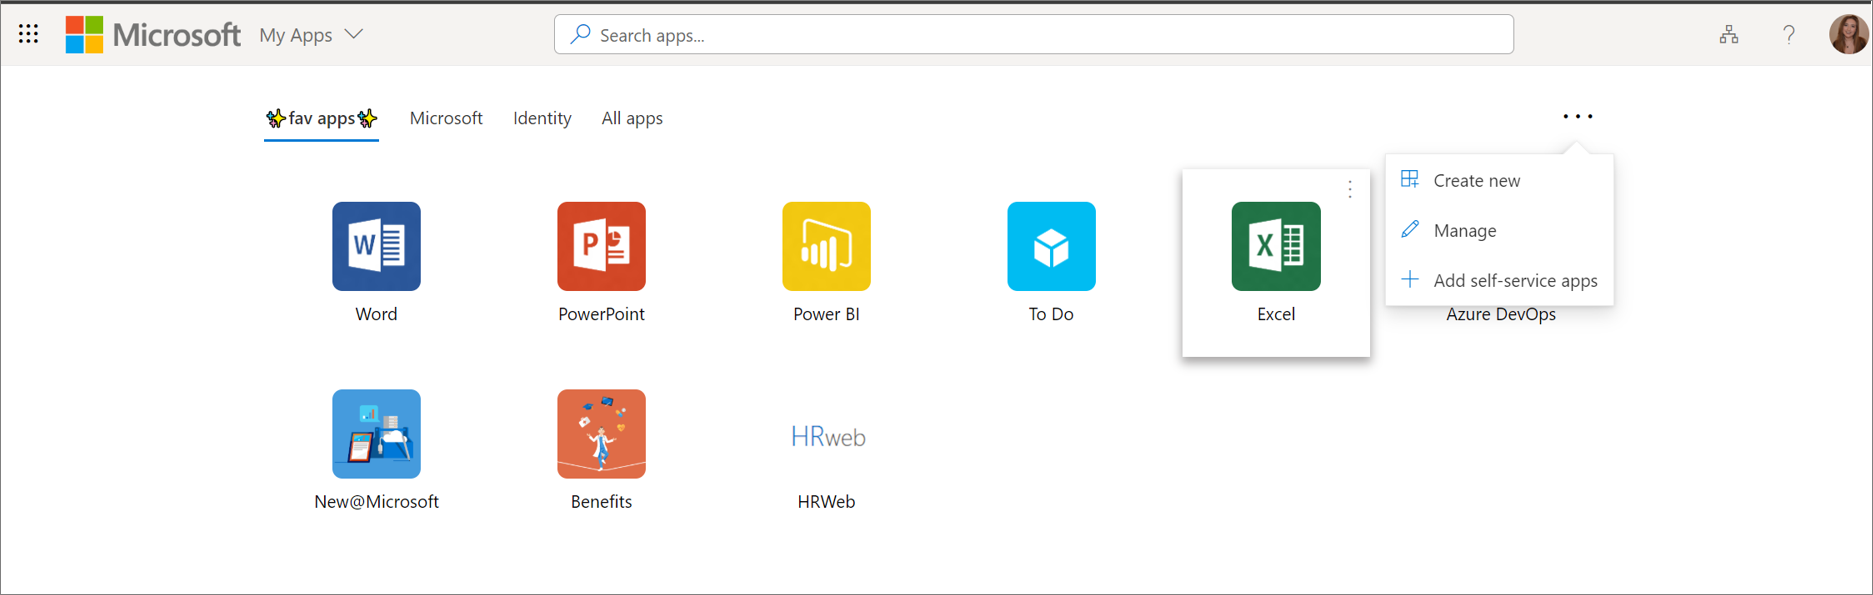 Microsoft My Apps
Search apps...
?
✨fav apps✨ Microsoft Identity All apps
...
Create new
Manage
Add self-service apps
W
Word
P
PowerPoint
Power BI
To Do
X
Excel
Azure DevOps
New@Microsoft
Benefits
HRweb
HRWeb